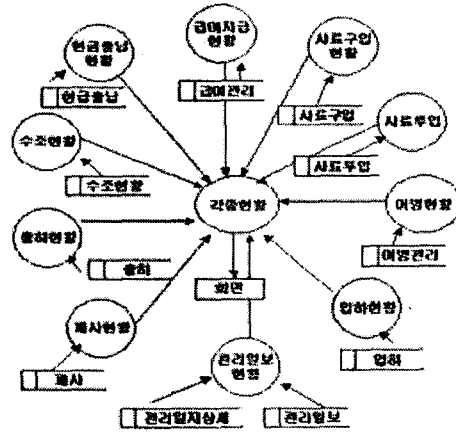 현금출납
현황
급여지급
현황
사료구입
현황
현금출납
급여관리
사료구입
사료투입
수조현황
사료투입
수조현황
각종현황
어병현황
출하현황
출하
어병관리
화면
폐사현황
입하현황
관리일보
현황
입하
폐사
관리일지상세
관리일보